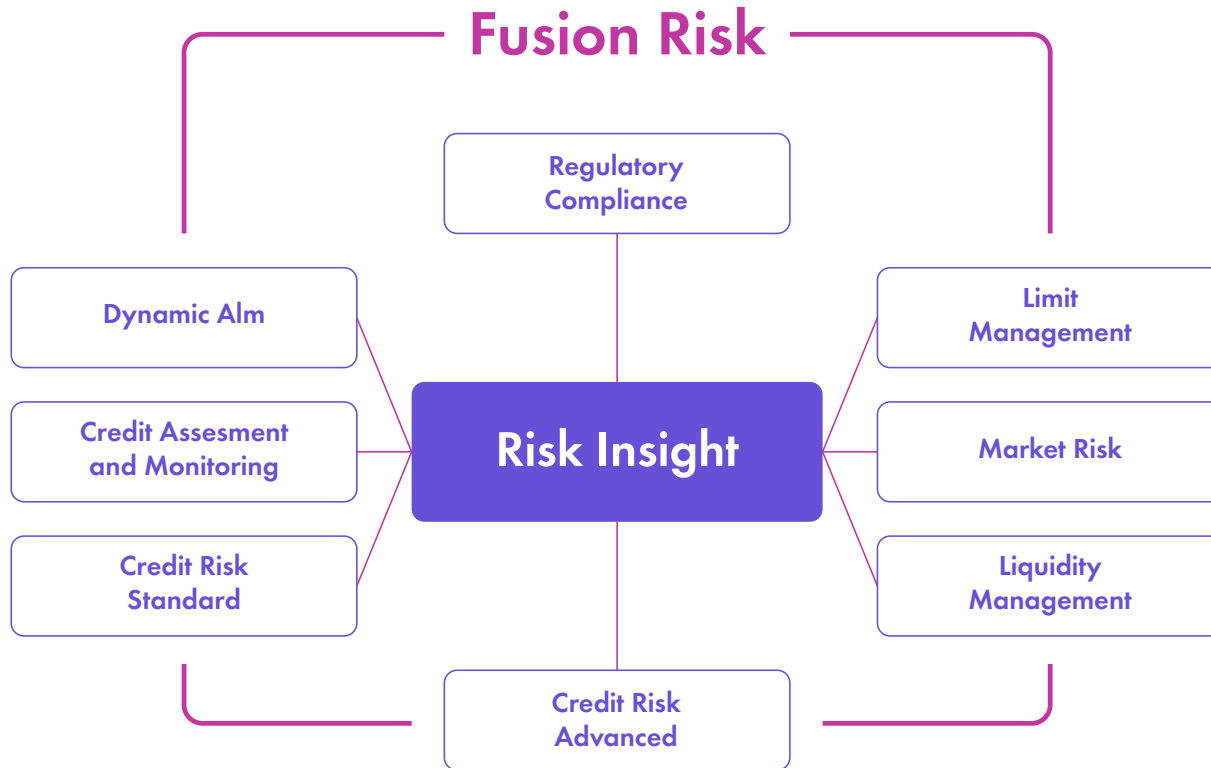 Fusion Risk
Regulatory
Compliance
Dynamic Alm
Limit
Management
Credit Assesment
and Monitoring
Risk Insight
Market Risk
Credit Risk
Standard
Liquidity
Management
Credit Risk
Advanced